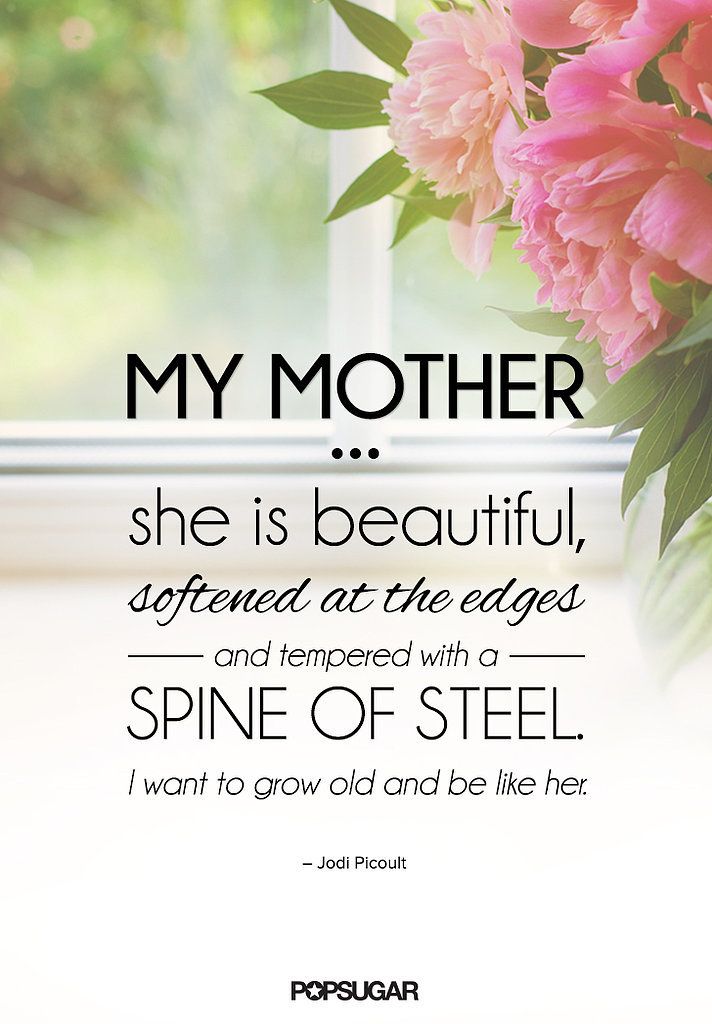 MY MOTHER
...
she is beautiful,
softened at the edges
and tempered with a
SPINE OF STEEL.
I want to grow old and be like her.
– Jodi Picoult
POPSUGAR